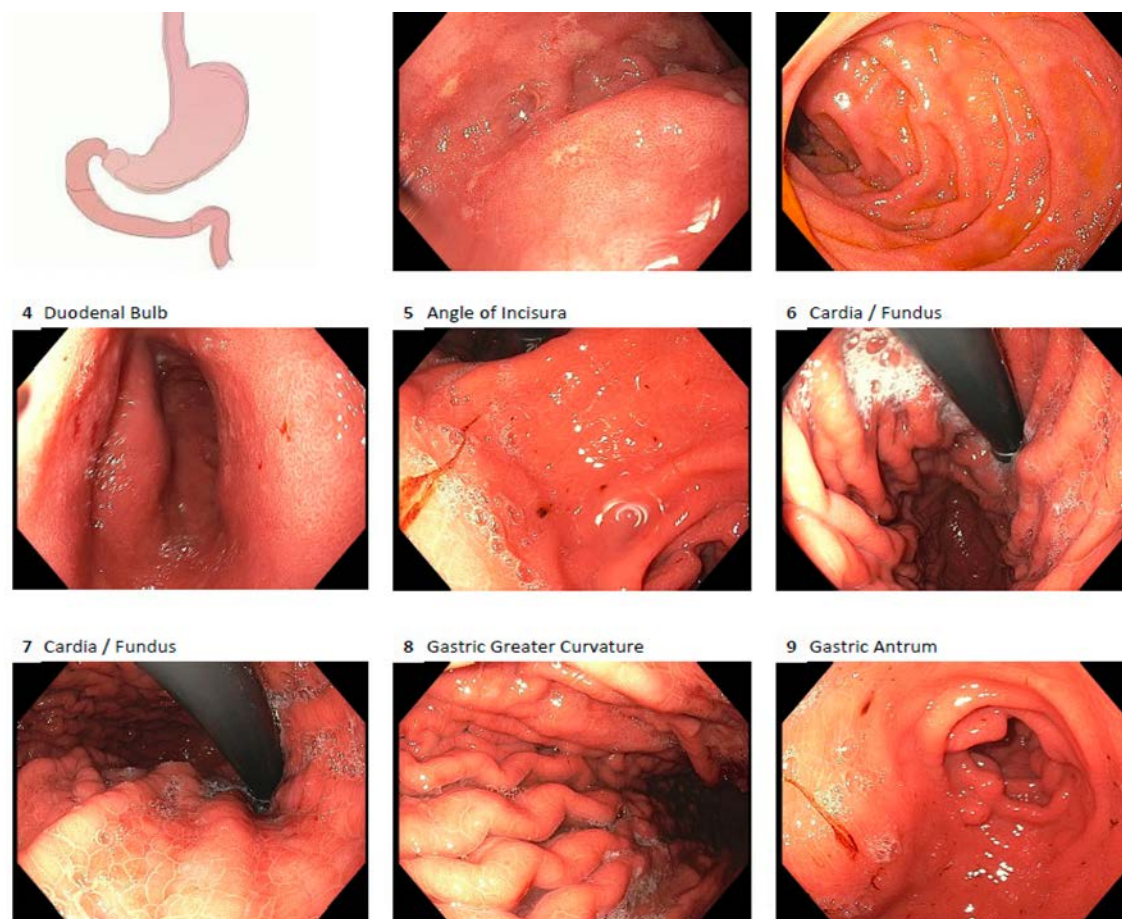 4 Duodenal Bulb
5 Angle of Incisura
6 Cardia / Fundus
7 Cardia / Fundus
8 Gastric Greater Curvature
9 Gastric Antrum